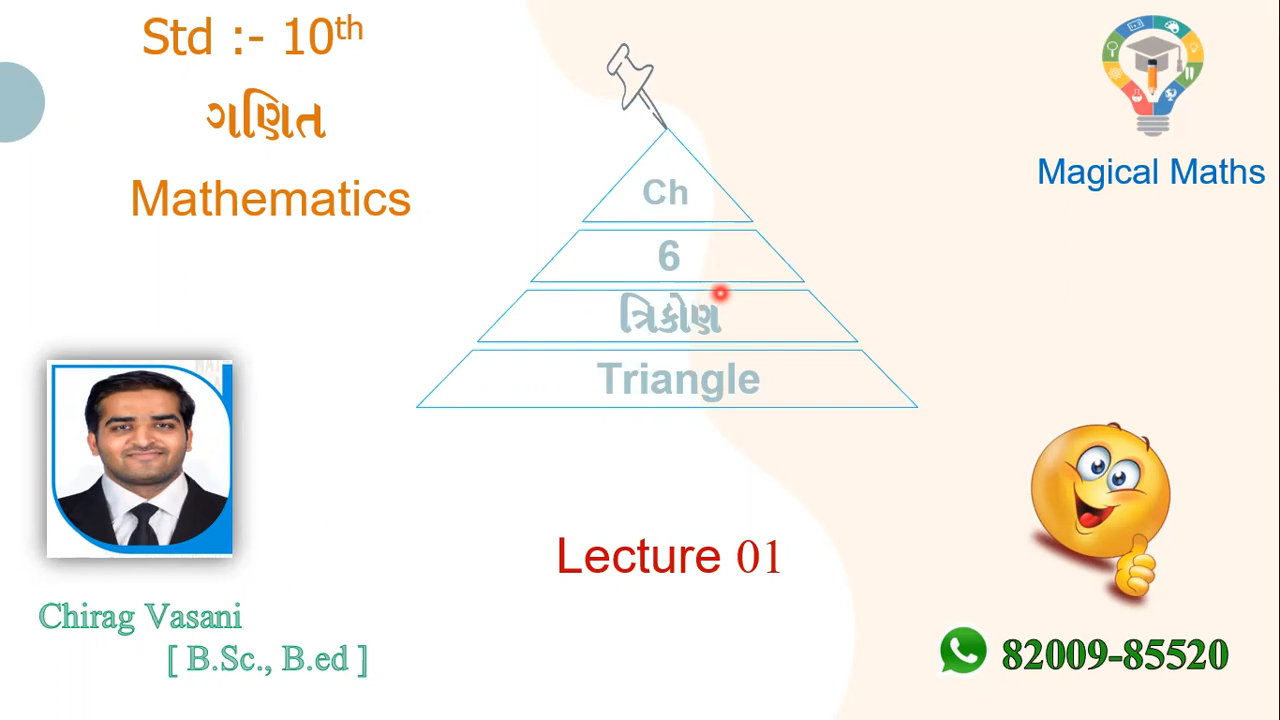 Std :- 10th
ગણિત
Mathematics
Magical Maths
Ch
6
ત્રિકોણ
Triangle
Lecture 01
Chirag Vasani
[ B.Sc., B.ed ]
82009-85520